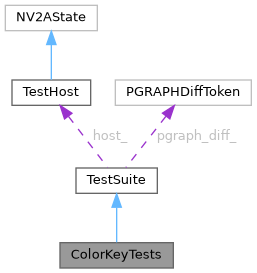 NV2AState
TestHost
PGRAPHDiffToken
host_
pgraph_diff_
TestSuite
ColorKeyTests